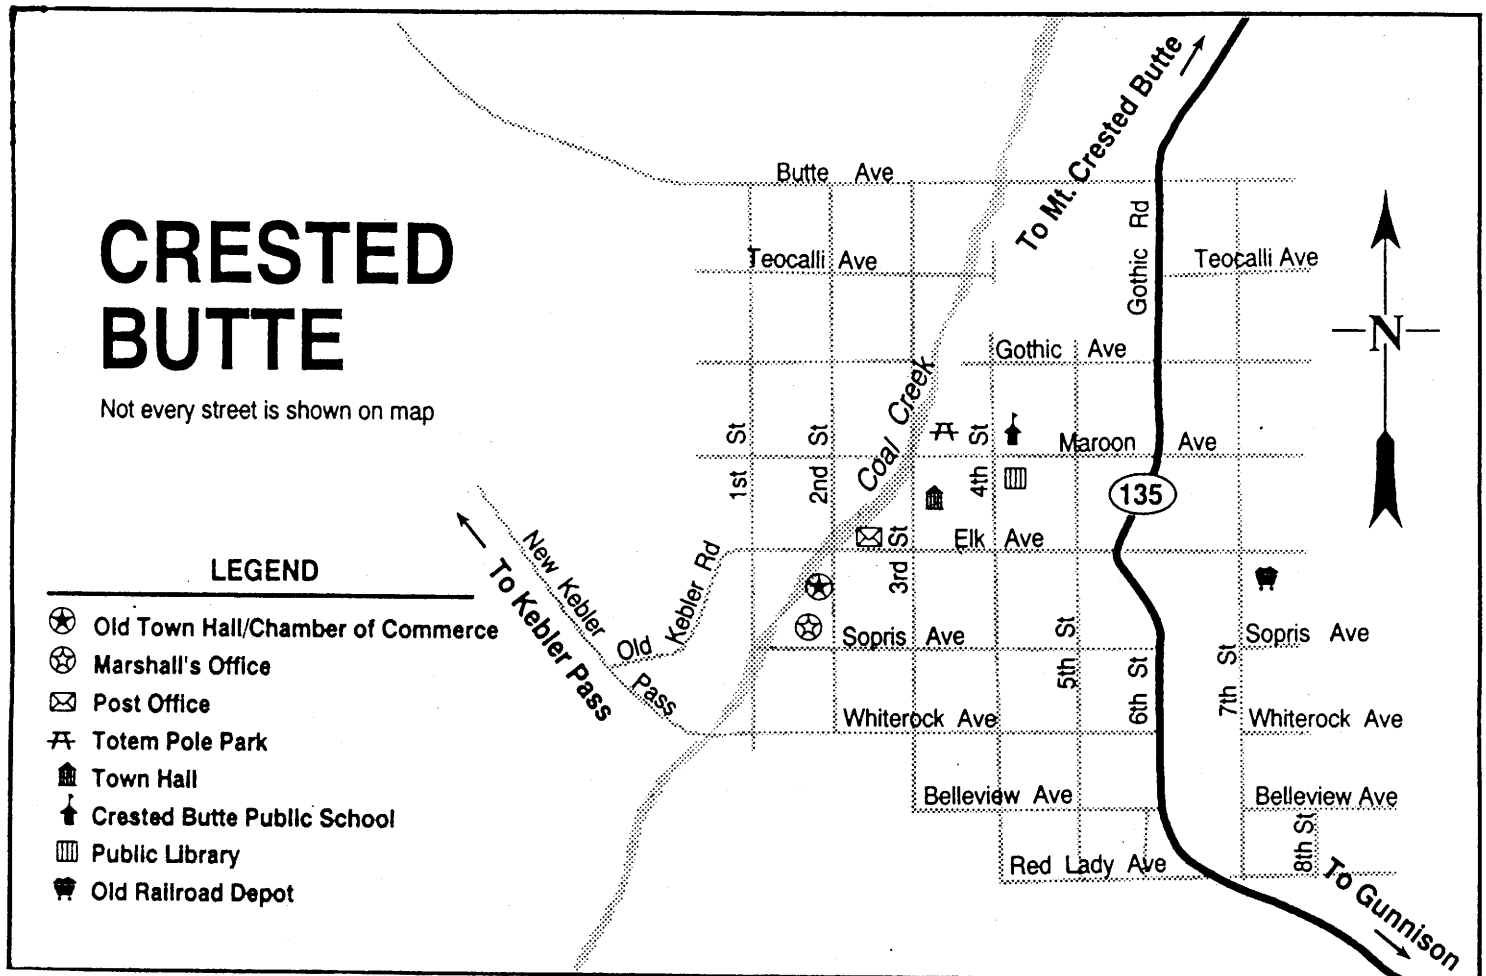 To Mt. Crested Butte
Butte Ave
CRESTED
BUTTE
Not every street is shown on map
Teocalli Ave
Gothic Rd
Teocalli Ave
N
Gothic Ave
Coal Creek
1st St
2nd St
4th St
Maroon Ave
135
Elk Ave
3rd St
New Kebler
Pass
Old Kebler Rd
To Kebler Pass
Sopris Ave
5th St
6th St
7th St
Sopris Ave
Whiterock Ave
Whiterock Ave
Belleview Ave
Belleview Ave
8th St
Red Lady Ave
To Gunnison
LEGEND
Old Town Hall/Chamber of Commerce
Marshall's Office
Post Office
Totem Pole Park
Town Hall
Crested Butte Public School
Public Library
Old Railroad Depot